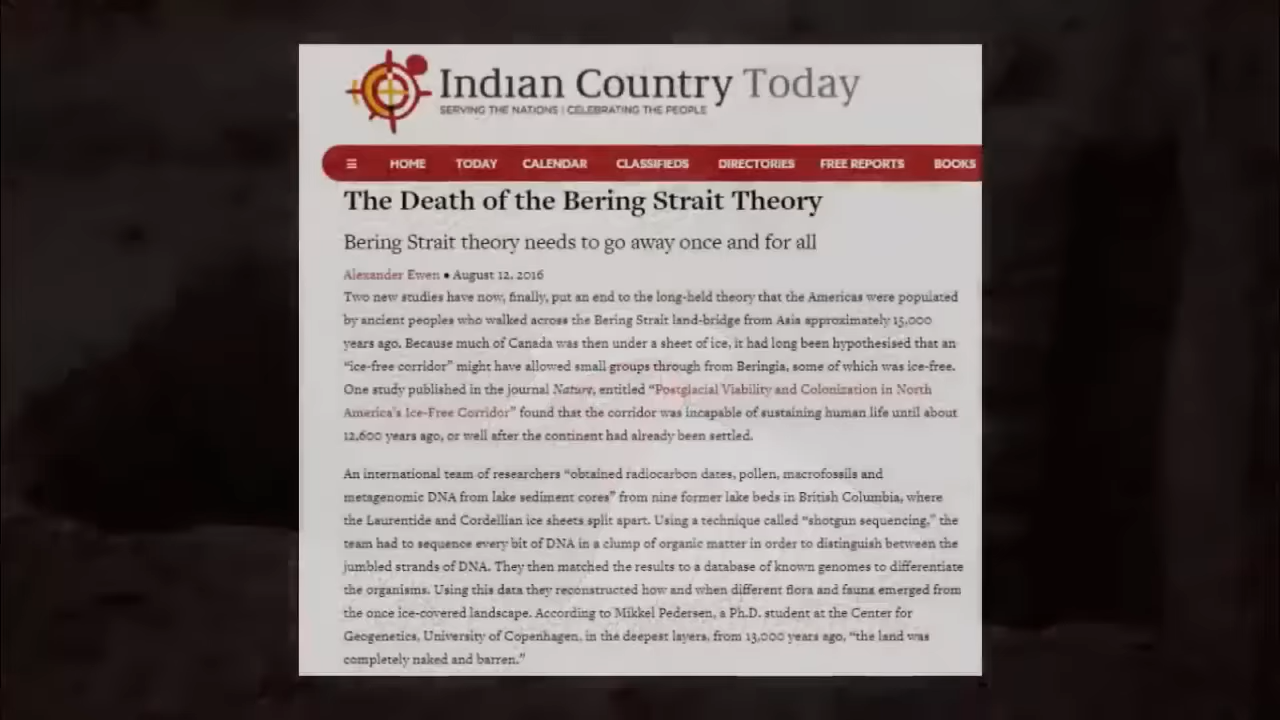 Indian Country Today
SERVING THE NATIONS | CELEBRATING THE PEOPLE
≡ HOME TODAY CALENDAR CLASSIFIEDS DIRECTORIES FREE REPORTS BOOKS
The Death of the Bering Strait Theory
Bering Strait theory needs to go away once and for all
Alexander Ewen • August 12, 2016
Two new studies have now, finally, put an end to the long-held theory that the Americas were populated
by ancient peoples who walked across the Bering Strait land-bridge from Asia approximately 15,000
years ago. Because much of Canada was then under a sheet of ice, it had long been hypothesised that an
"ice-free corridor" might have allowed small groups through from Beringia, some of which was ice-free.
One study published in the journal Nature, entitled "Postglacial Viability and Colonization in North
America's Ice-Free Corridor" found that the corridor was incapable of sustaining human life until about
12,600 years ago, or well after the continent had already been settled.
An international team of researchers "obtained radiocarbon dates, pollen, macrofossils and
metagenomic DNA from lake sediment cores" from nine former lake beds in British Columbia, where
the Laurentide and Cordellian ice sheets split apart. Using a technique called "shotgun sequencing," the
team had to sequence every bit of DNA in a clump of organic matter in order to distinguish between the
jumbled strands of DNA. They then matched the results to a database of known genomes to differentiate
the organisms. Using this data they reconstructed how and when different flora and fauna emerged from
the once ice-covered landscape. According to Mikkel Pedersen, a Ph.D. student at the Center for
Geogenetics, University of Copenhagen, in the deepest layers, from 13,000 years ago, "the land was
completely naked and barren."